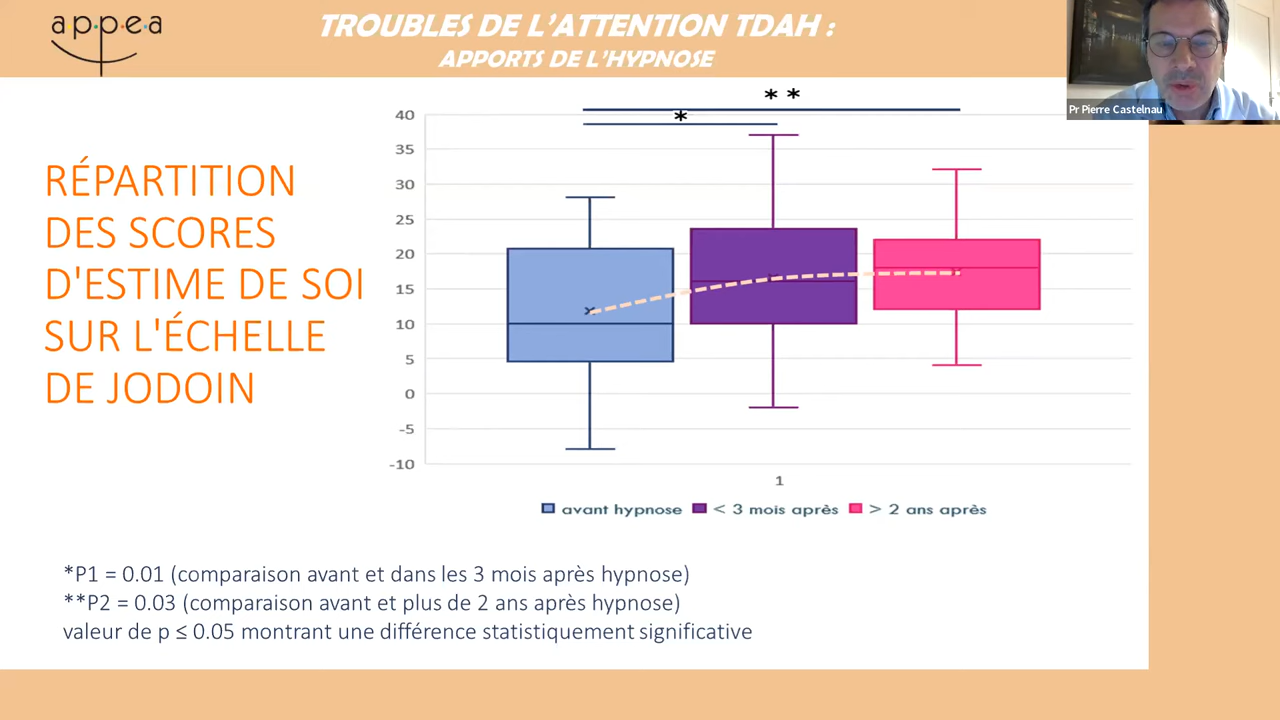 appea
TROUBLES DE L'ATTENTION TDAH :
APPORTS DE L'HYPNOSE
Pr Pierre Castelnau
RÉPARTITION
DES SCORES
D'ESTIME DE SOI
SUR L'ÉCHELLE
DE JODOIN
* *
*
40
35
30
25
20
15
10
5
0
-5
-10
1
avant hypnose < 3 mois après > 2 ans après
*P1 = 0.01 (comparaison avant et dans les 3 mois après hypnose)
**P2 = 0.03 (comparaison avant et plus de 2 ans après hypnose)
valeur de p ≤ 0.05 montrant une différence statistiquement significative